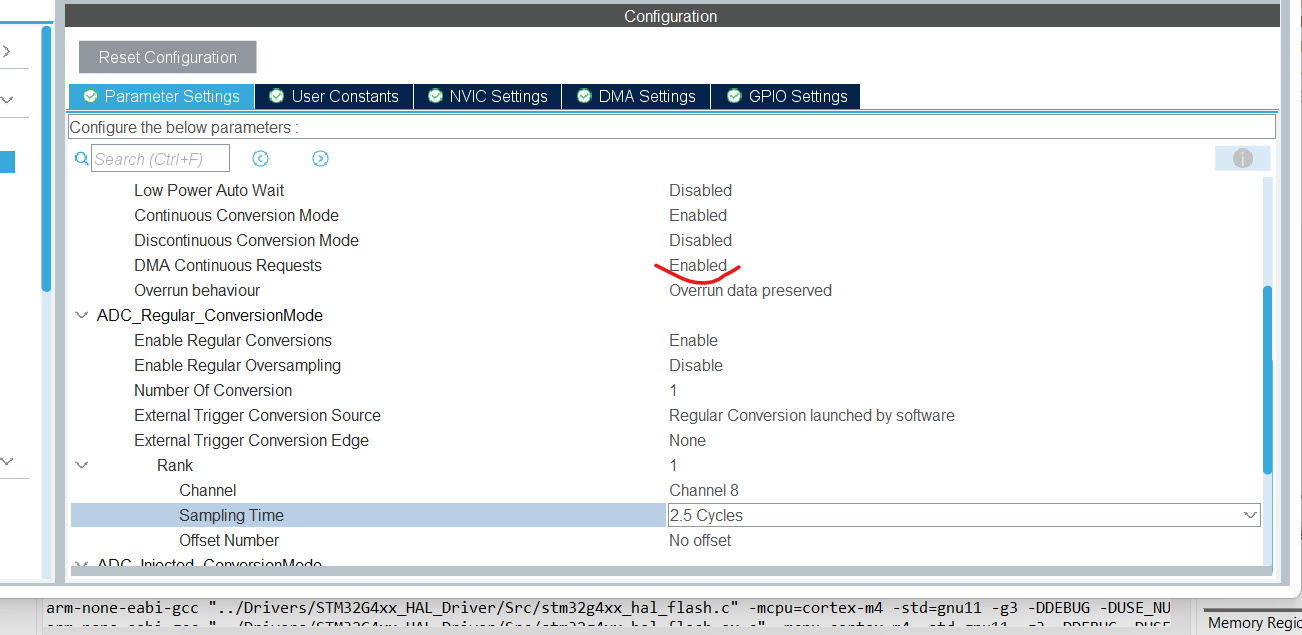 Configuration
Reset Configuration
Parameter Settings User Constants NVIC Settings DMA Settings GPIO Settings
Configure the below parameters :
Search (Ctrl+F)
Low Power Auto Wait Disabled
Continuous Conversion Mode Enabled
Discontinuous Conversion Mode Disabled
DMA Continuous Requests Enabled
Overrun behaviour Overrun data preserved
ADC_Regular_ConversionMode
Enable Regular Conversions Enable
Enable Regular Oversampling Disable
Number Of Conversion 1
External Trigger Conversion Source Regular Conversion launched by software
External Trigger Conversion Edge None
Rank 1
Channel Channel 8
Sampling Time 2.5 Cycles
Offset Number No offset
ADC_Injected_ConversionMode
arm-none-eabi-gcc "../Drivers/STM32G4xx_HAL_Driver/Src/stm32g4xx_hal_flash.c" -mcpu=cortex-m4 -std=gnu11 -g3 -DDEBUG -DUSE_NU
Memory Regio